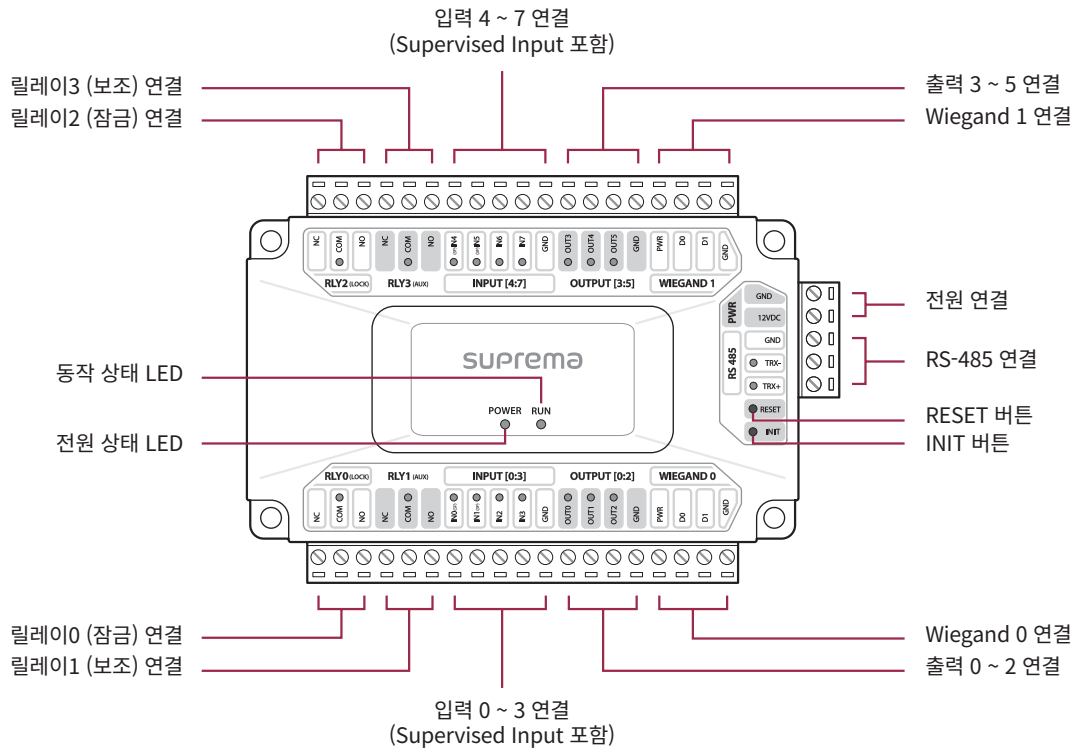 입력 4 ~ 7 연결
(Supervised Input 포함)
릴레이3 (보조) 연결
릴레이2 (잠금) 연결
출력 3 ~ 5 연결
Wiegand 1 연결
NC COM NO NC COM NO IN4 IN5 IN6 IN7 GND OUT3 OUT4 OUT5 GND PWR D0 D1 GND
RLY2 (LOCK) RLY3 (AUX) INPUT [4:7] OUTPUT [3:5] WIEGAND 1
PWR
GND
12VDC
전원 연결
RS 485
GND
TRX-
TRX+
RS-485 연결
RESET
INIT
RESET 버튼
INIT 버튼
suprema
동작 상태 LED
POWER RUN
전원 상태 LED
RLY0 (LOCK) RLY1 (AUX) INPUT [0:3] OUTPUT [0:2] WIEGAND 0
NC COM NO NC COM NO IN0 IN1 IN2 IN3 GND OUT0 OUT1 OUT2 GND PWR D0 D1 GND
릴레이0 (잠금) 연결
릴레이1 (보조) 연결
Wiegand 0 연결
출력 0 ~ 2 연결
입력 0 ~ 3 연결
(Supervised Input 포함)